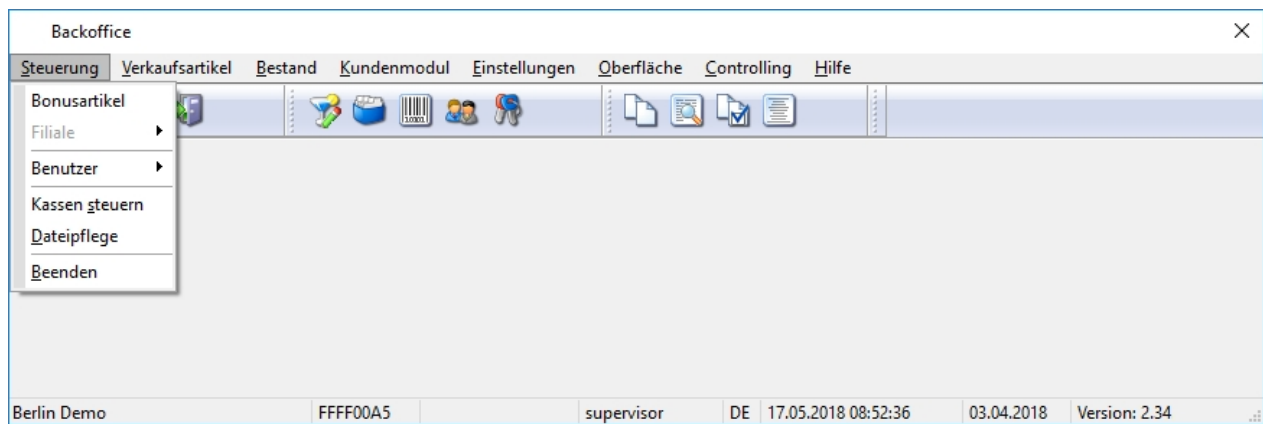 Backoffice
Steuerung Verkaufsartikel Bestand Kundenmodul Einstellungen Oberfläche Controlling Hilfe
Bonusartikel
Filiale
Benutzer
Kassen steuern
Dateipflege
Beenden
Berlin Demo FFFF00A5 supervisor DE 17.05.2018 08:52:36 03.04.2018 Version: 2.34